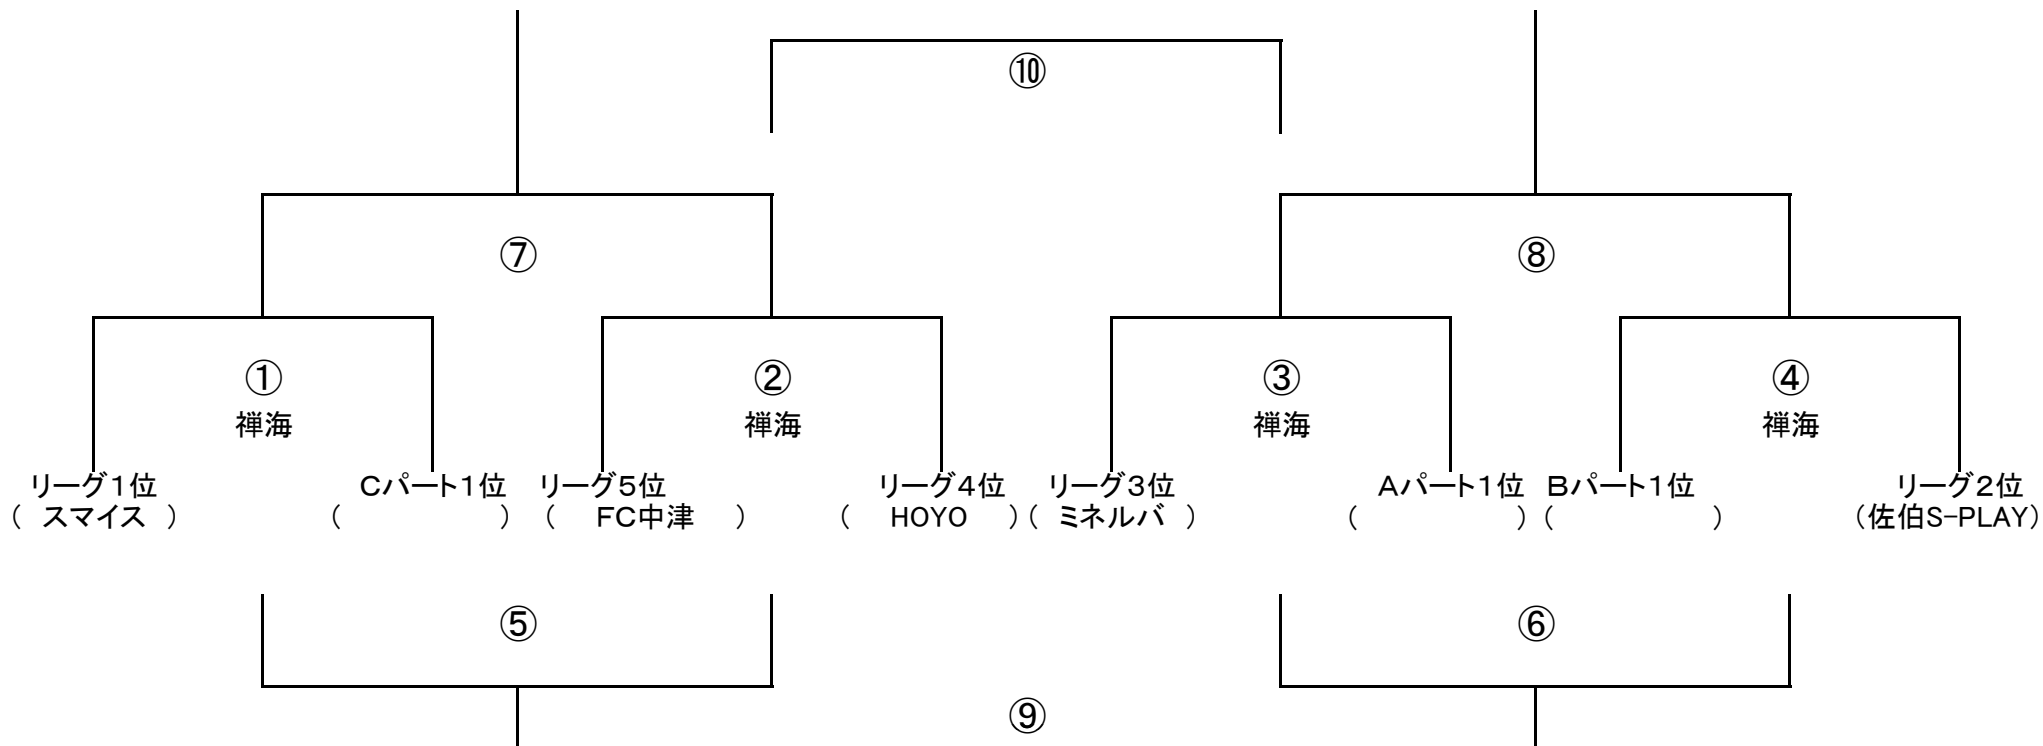 ⑩
⑦ ⑧
① ② ③ ④
禅海 禅海 禅海 禅海
リーグ1位 Cパート1位 リーグ5位 リーグ4位 リーグ3位 Aパート1位 Bパート1位 リーグ2位
( スマイス ) ( ) ( FC中津 ) ( HOYO ) ( ミネルバ ) ( ) ( ) (佐伯S-PLAY)
⑤ ⑥
⑨